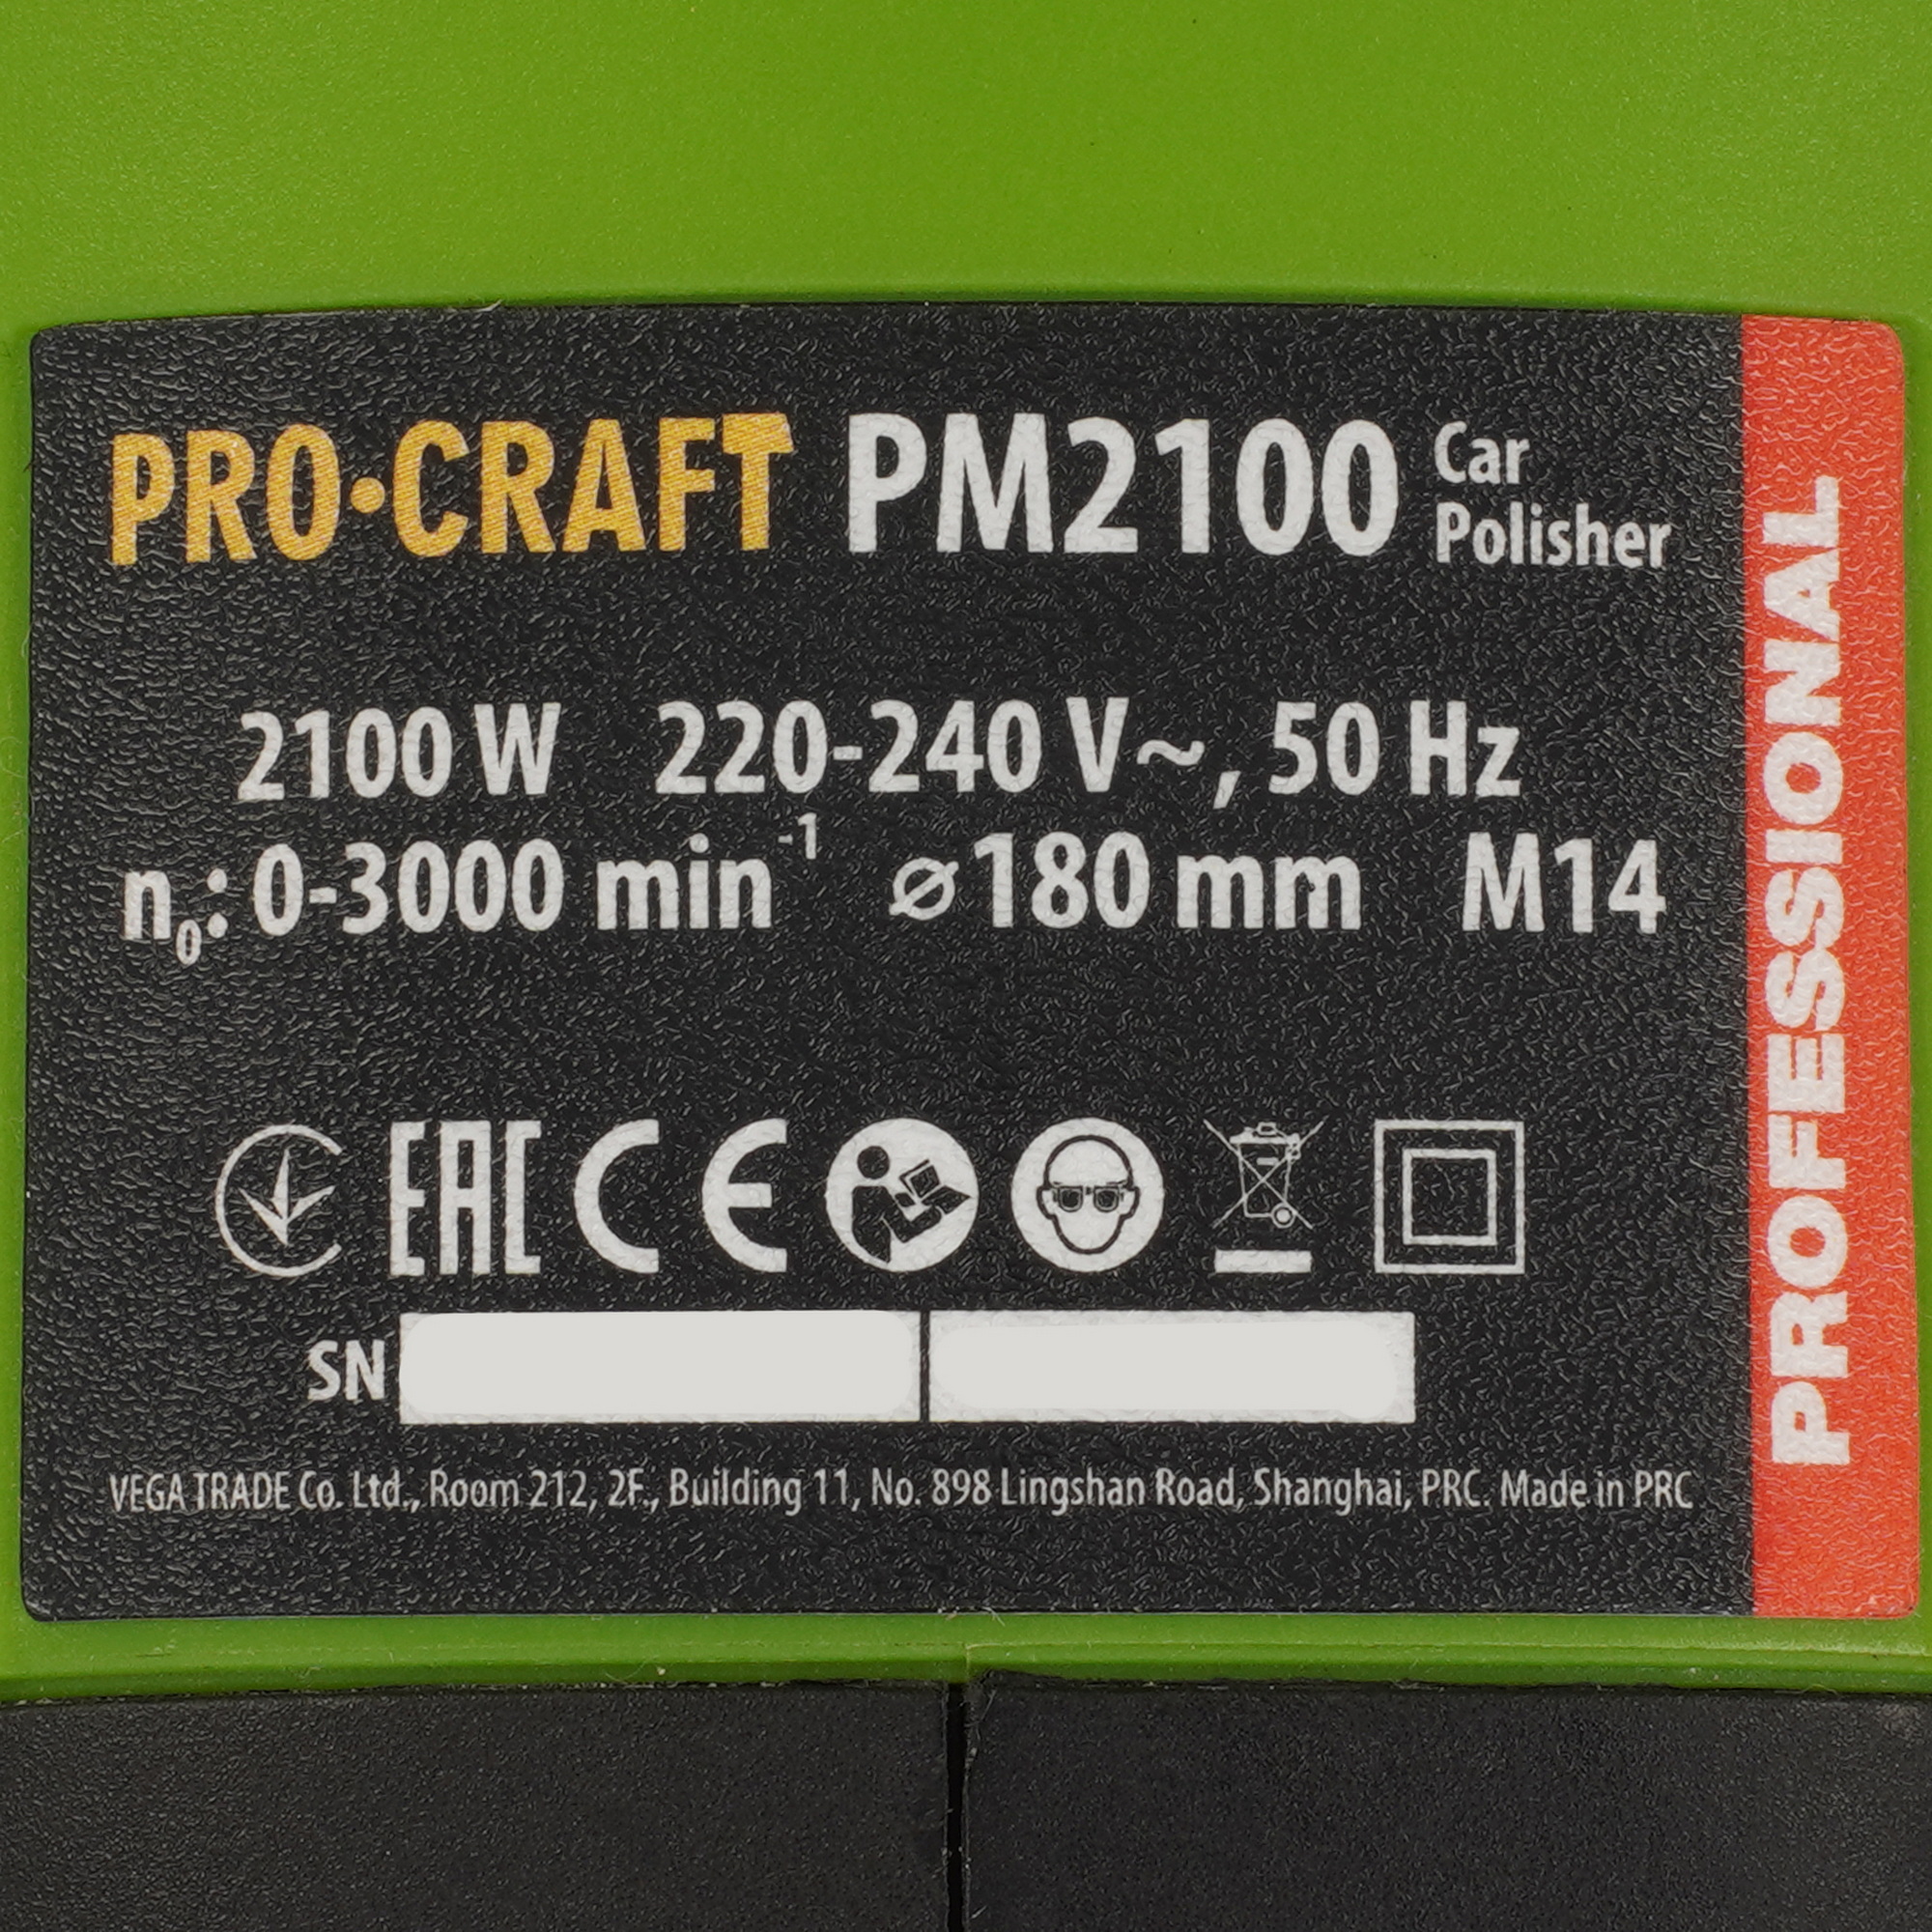 PRO·CRAFT PM2100 Car Polisher
2100 W 220-240 V~, 50 Hz
n₀: 0-3000 min⁻¹ ⌀180 mm M14
EAC CE
SN
VEGA TRADE Co. Ltd., Room 212, 2F., Building 11, No. 898 Lingshan Road, Shanghai, PRC. Made in PRC
PROFESSIONAL